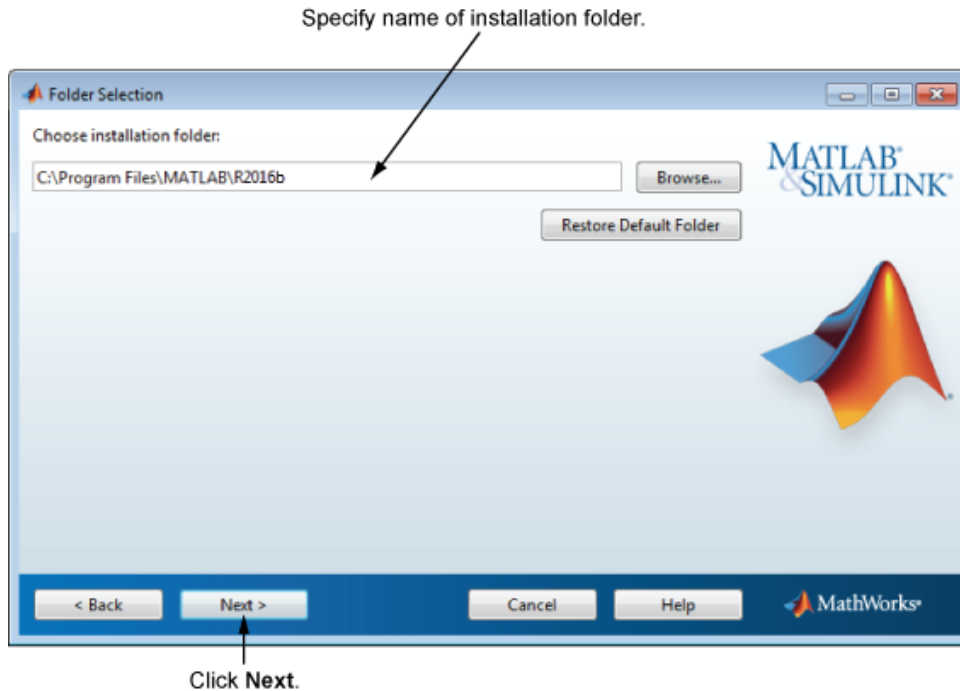 Specify name of installation folder.
Folder Selection
Choose installation folder:
C:\Program Files\MATLAB\R2016b
Browse...
Restore Default Folder
MATLAB®
&SIMULINK®
®
< Back
Next >
Cancel
Help
MathWorks®
Click Next.